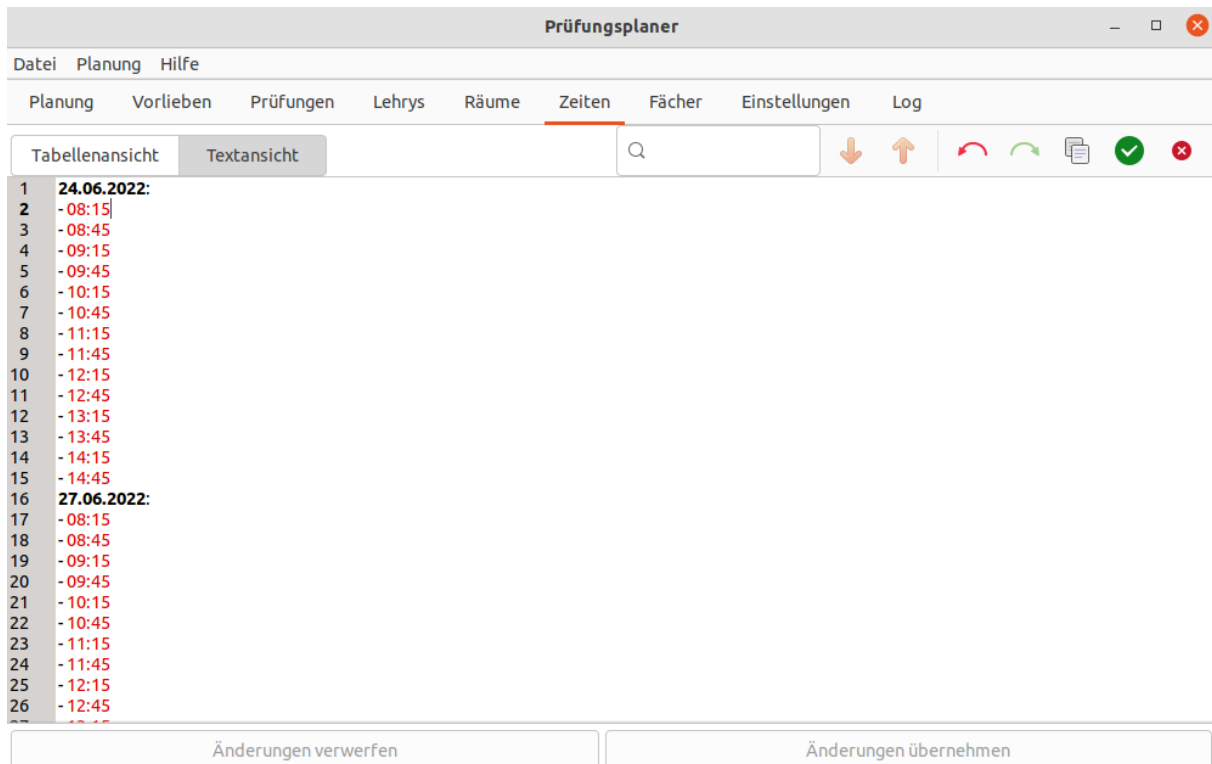 Prüfungsplaner
Datei Planung Hilfe
Planung Vorlieben Prüfungen Lehrys Räume Zeiten Fächer Einstellungen Log
Tabellenansicht Textansicht
1 24.06.2022:
2 - 08:15
3 - 08:45
4 - 09:15
5 - 09:45
6 - 10:15
7 - 10:45
8 - 11:15
9 - 11:45
10 - 12:15
11 - 12:45
12 - 13:15
13 - 13:45
14 - 14:15
15 - 14:45
16 27.06.2022:
17 - 08:15
18 - 08:45
19 - 09:15
20 - 09:45
21 - 10:15
22 - 10:45
23 - 11:15
24 - 11:45
25 - 12:15
26 - 12:45
Änderungen verwerfen Änderungen übernehmen